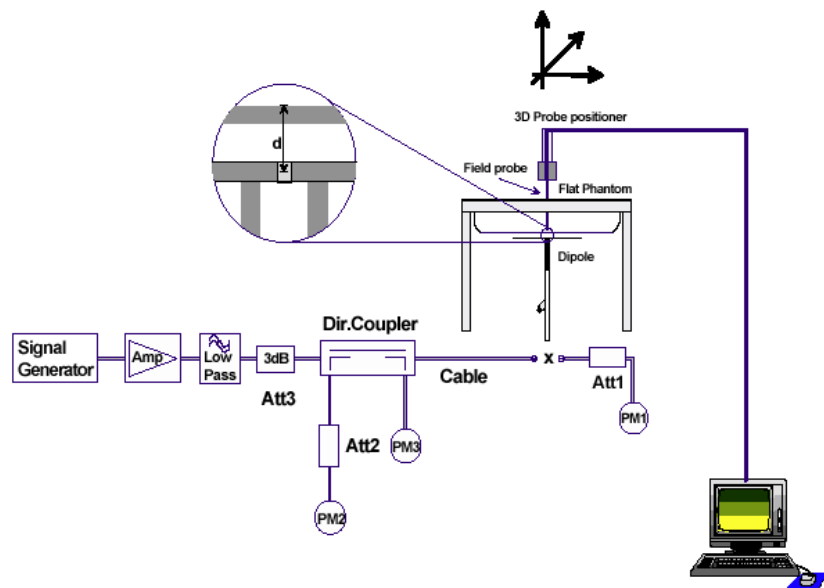 3D Probe positioner
d
Field probe
Flat Phantom
Dipole
Dir.Coupler
Signal
Generator
Amp
Low
Pass
3dB
Cable
x
Att1
Att3
PM1
Att2
PM3
PM2